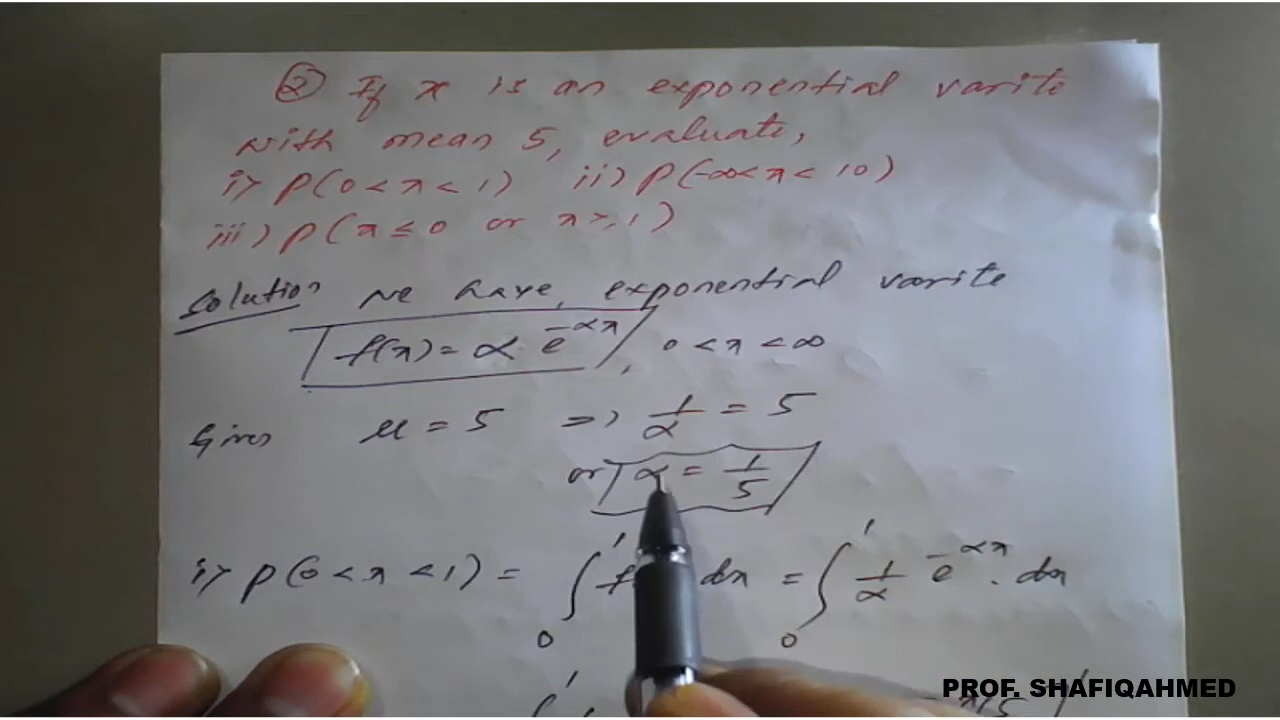 ② If x is an exponential varite
with mean 5, evaluate,
i) P(0<x<1) ii) P(-∞<x<10)
iii) P(x≤0 or x≥1)
Solution We have, exponential varite
f(x) = α e^-αx, 0<x<∞
Given μ = 5 => 1/α = 5
or α = 1/5
i) P(0<x<1) = ∫₀¹ f dx = ∫₀¹ 1/α e^-αx . dx
PROF. SHAFIQAHMED